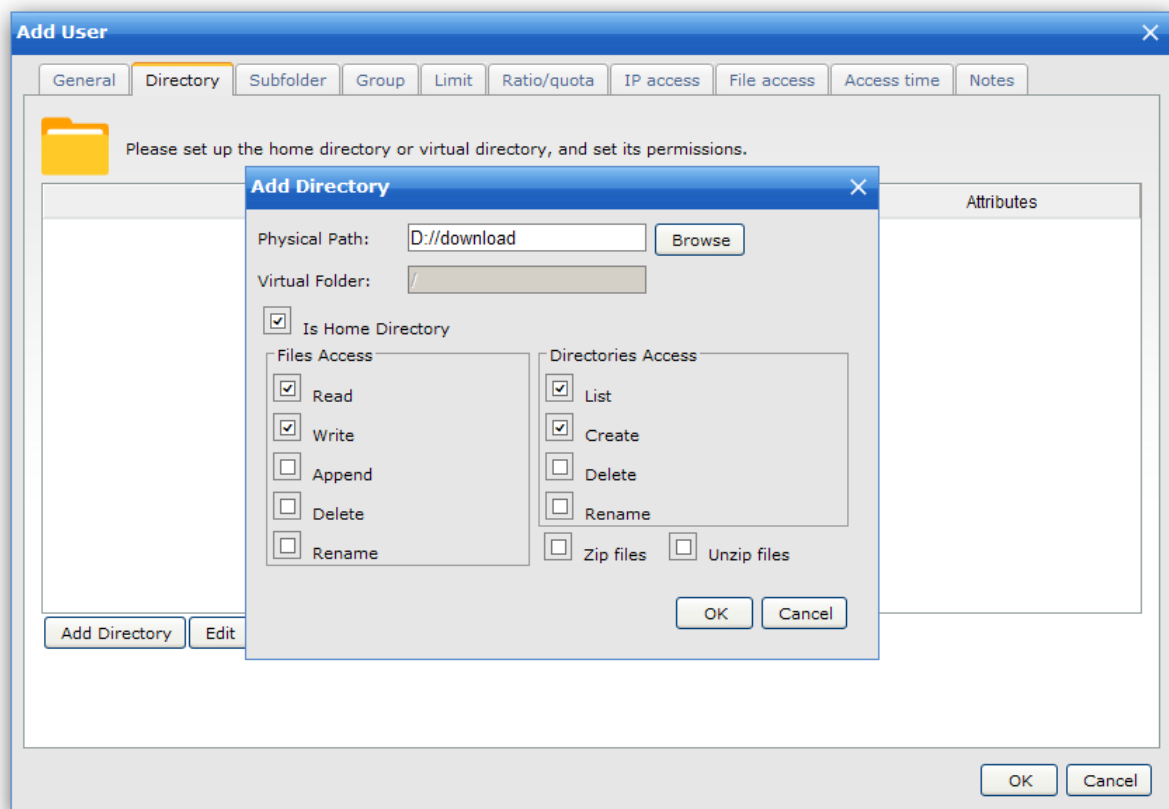 Add User
General Directory Subfolder Group Limit Ratio/quota IP access File access Access time Notes
Please set up the home directory or virtual directory, and set its permissions.
Attributes
Add Directory
Physical Path: D://download Browse
Virtual Folder: /
Is Home Directory
Files Access Directories Access
Read List
Write Create
Append Delete
Delete Rename
Rename Zip files Unzip files
OK Cancel
Add Directory Edit
OK Cancel